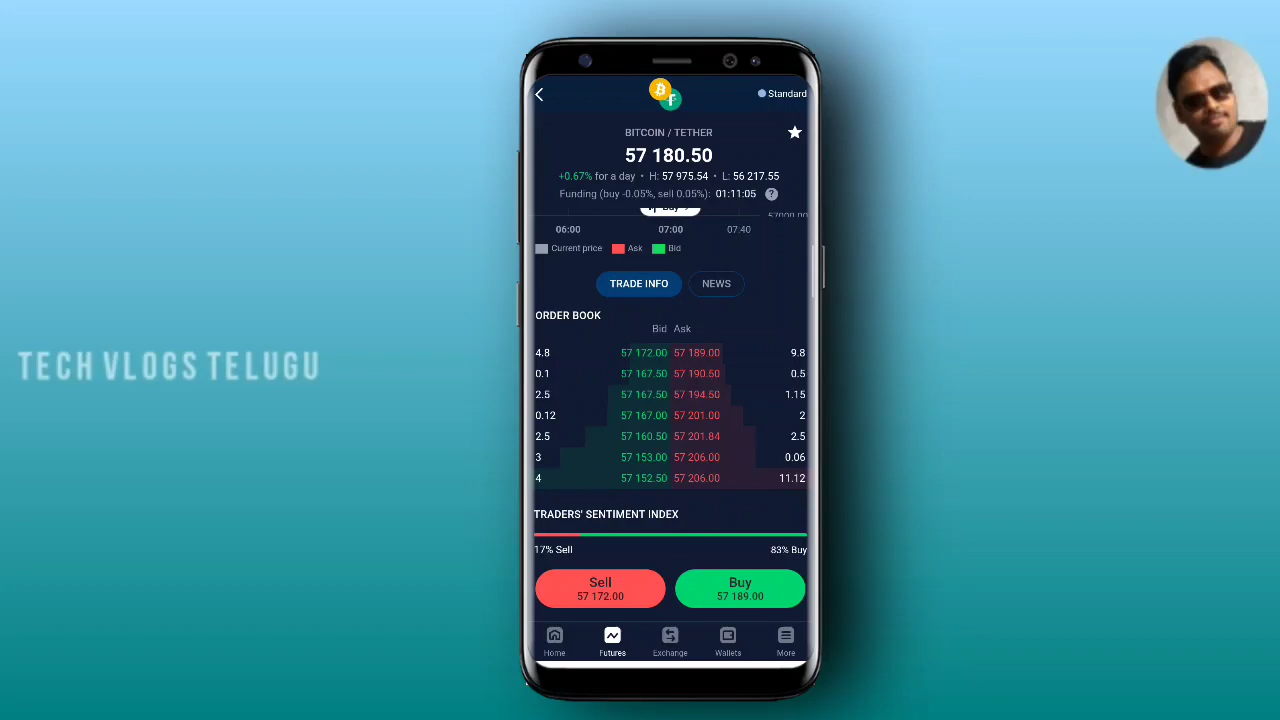 Standard
BITCOIN / TETHER
57 180.50
+0.67% for a day • H: 57 975.54 • L: 56 217.55
Funding (buy -0.05%, sell 0.05%): 01:11:05 ?
57000.00
06:00 07:00 07:40
Current price Ask Bid
TRADE INFO NEWS
ORDER BOOK
Bid Ask
4.8 57 172.00 57 189.00 9.8
0.1 57 167.50 57 190.50 0.5
2.5 57 167.50 57 194.50 1.15
0.12 57 167.00 57 201.00 2
2.5 57 160.50 57 201.84 2.5
3 57 153.00 57 206.00 0.06
4 57 152.50 57 206.00 11.12
TRADERS' SENTIMENT INDEX
17% Sell 83% Buy
Sell Buy
57 172.00 57 189.00
Home Futures Exchange Wallets More
TECH VLOGS TELUGU